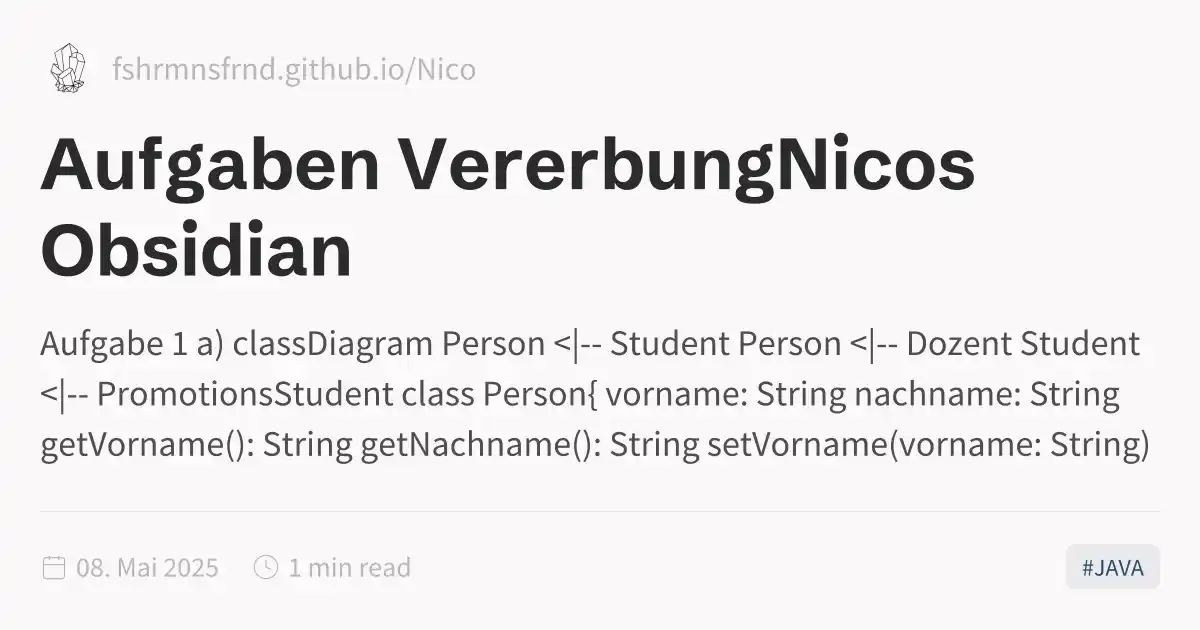 fshrmnsfrnd.github.io/Nico
Aufgaben VererbungNicos
Obsidian
Aufgabe 1 a) classDiagram Person <|-- Student Person <|-- Dozent Student
<|-- PromotionsStudent class Person{ vorname: String nachname: String
getVorname(): String getNachname(): String setVorname(vorname: String)
08. Mai 2025 1 min read
#JAVA